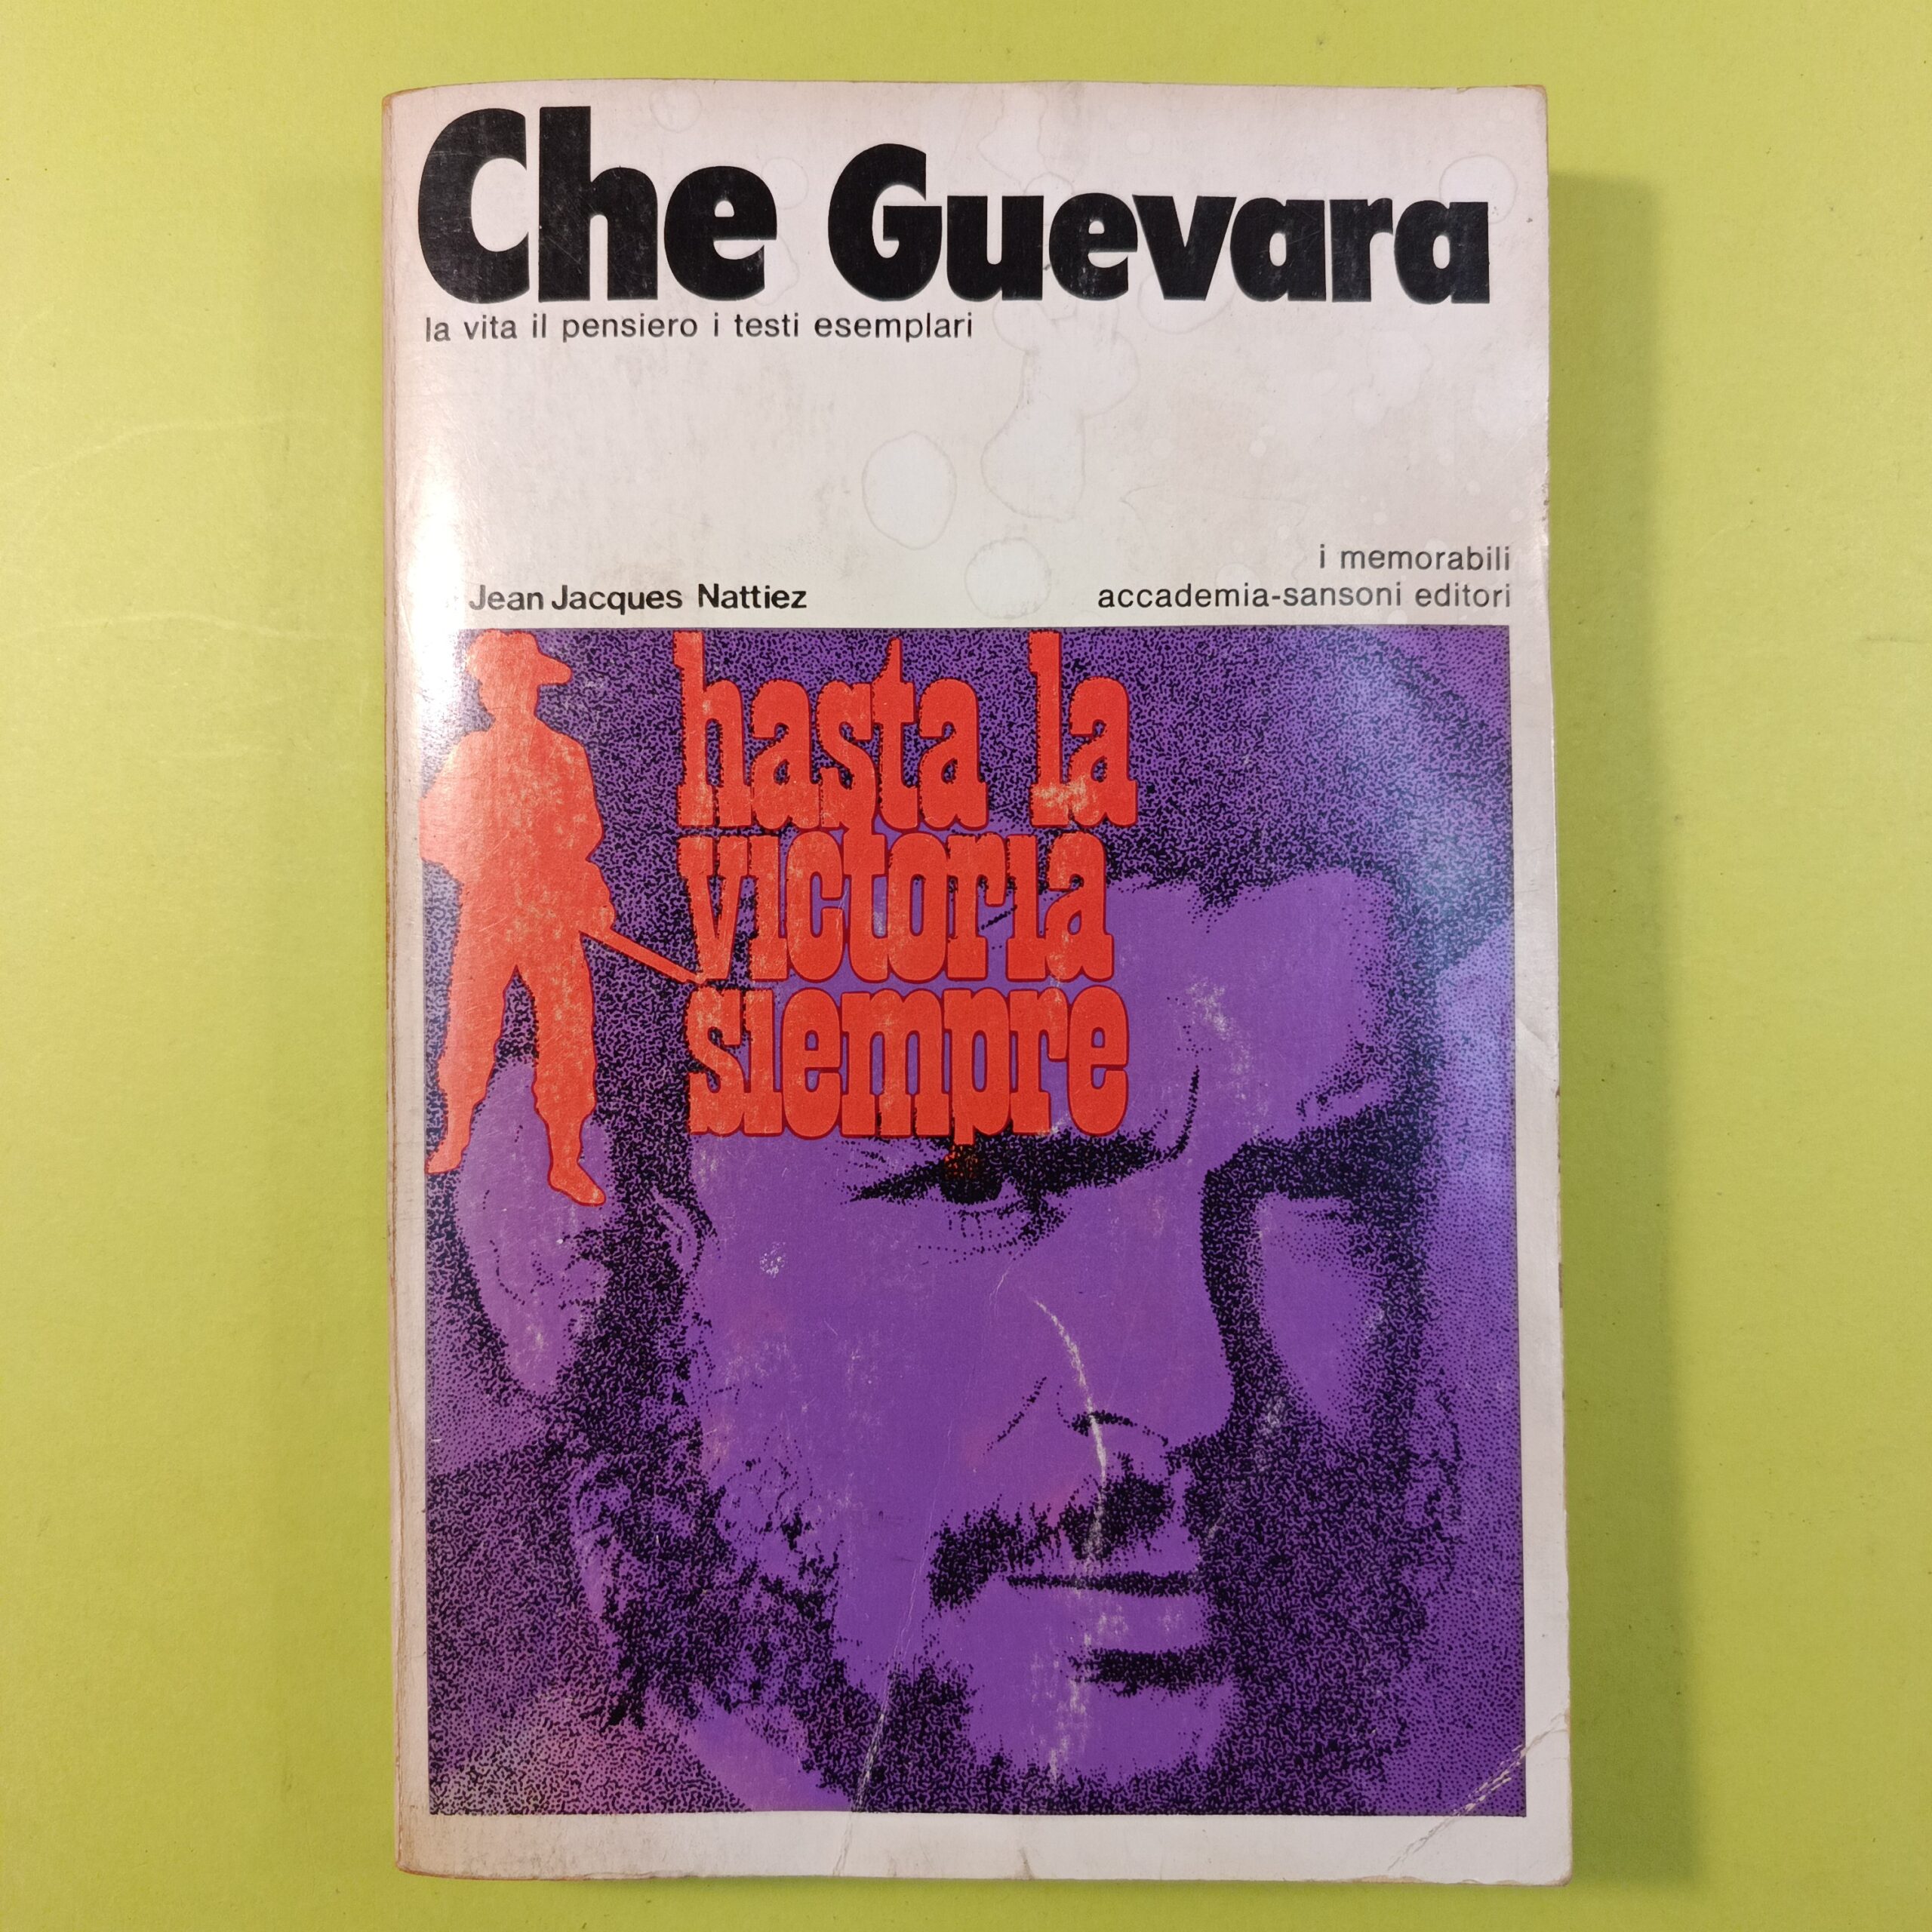 Che Guevara
la vita il pensiero i testi esemplari
i memorabili
Jean Jacques Nattiez
accademia-sansoni editori
hasta la
victoria
siempre